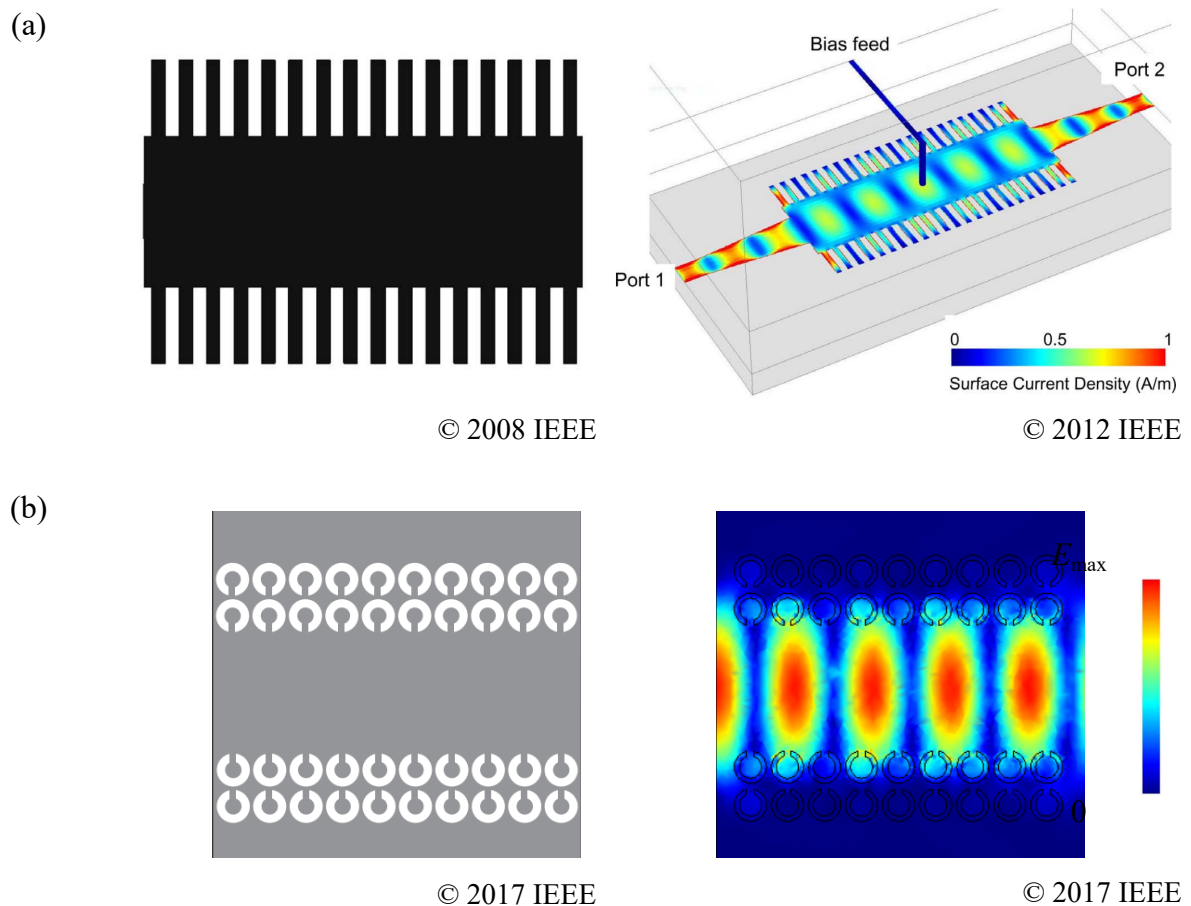 (a)
Bias feed
Port 2
Port 1
0 0.5 1
Surface Current Density (A/m)
© 2008 IEEE
© 2012 IEEE
(b)
Emax
0
© 2017 IEEE
© 2017 IEEE